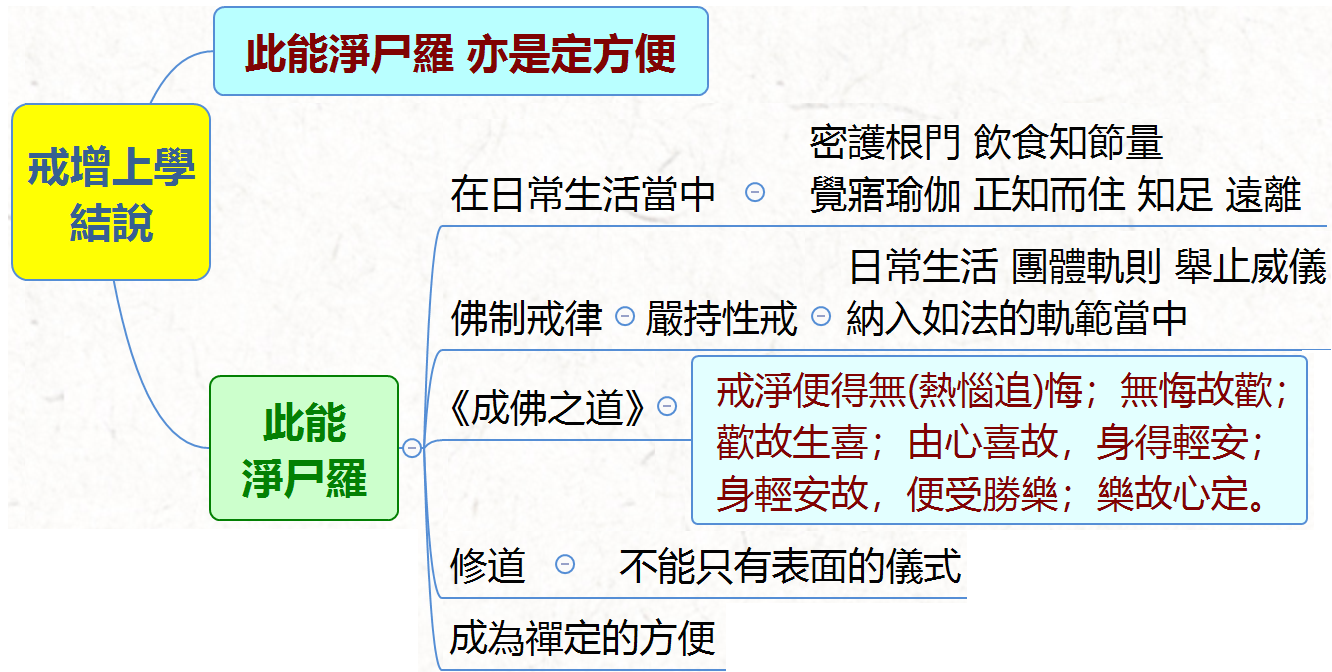 此能淨尸羅 亦是定方便
戒增上學
結說
在日常生活當中
密護根門 飲食知節量
覺寤瑜伽 正知而住 知足 遠離
佛制戒律
嚴持性戒
日常生活 團體軌則 舉止威儀
納入如法的軌範當中
此能
淨尸羅
《成佛之道》
戒淨便得無(熱惱追)悔；無悔故歡；
歡故生喜；由心喜故，身得輕安；
身輕安故，便受勝樂；樂故心定。
修道
不能只有表面的儀式
成為禪定的方便